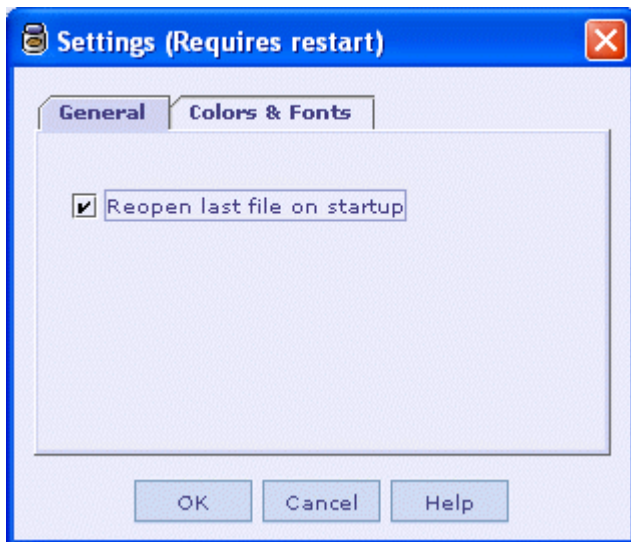 Settings (Requires restart)
General Colors & Fonts
Reopen last file on startup
OK Cancel Help